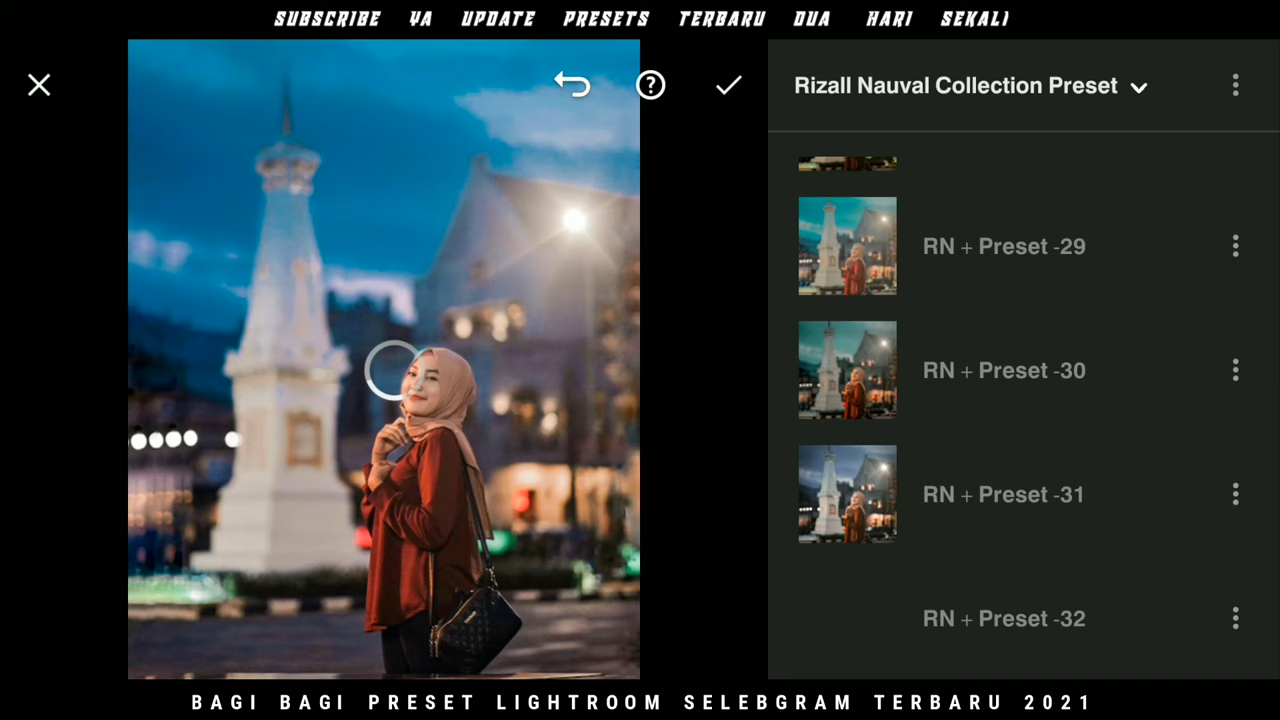 SUBSCRIBE YA UPDATE PRESETS TERBARU DUA HARI SEKALI
Rizall Nauval Collection Preset
RN + Preset -29
RN + Preset -30
RN + Preset -31
RN + Preset -32
BAGI BAGI PRESET LIGHTROOM SELEBGRAM TERBARU 2021